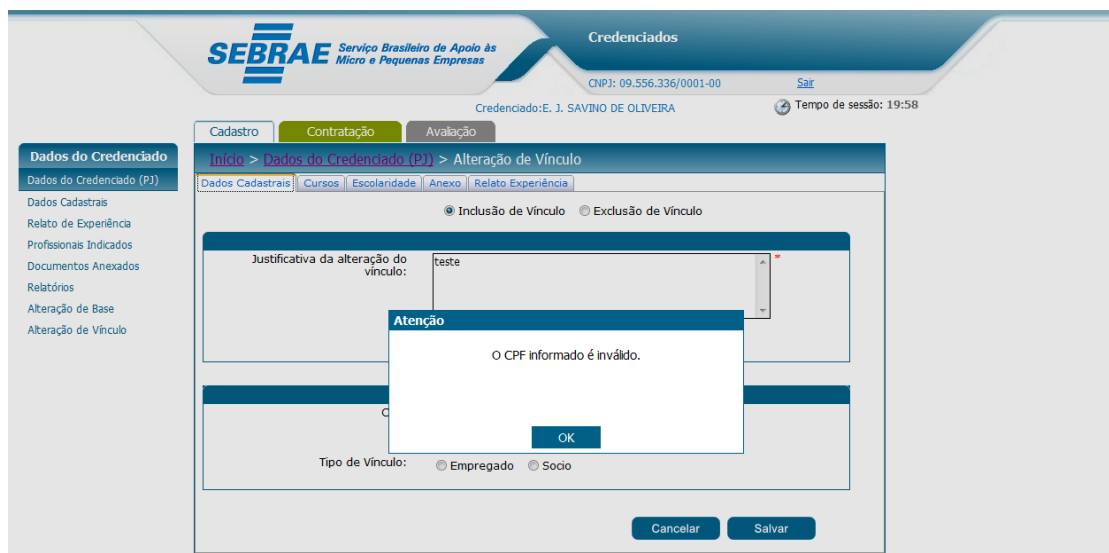 SEBRAE
Serviço Brasileiro de Apoio às
Micro e Pequenas Empresas
Credenciados
CNPJ: 09.556.336/0001-00
Sair
Credenciado:E. J. SAVINO DE OLIVEIRA
Tempo de sessão: 19:58
Cadastro
Contratação
Avaliação
Dados do Credenciado
Dados do Credenciado (PJ)
Dados Cadastrais
Relato de Experiência
Profissionais Indicados
Documentos Anexados
Relatórios
Alteração de Base
Alteração de Vínculo
Início > Dados do Credenciado (PJ) > Alteração de Vínculo
Dados Cadastrais
Cursos
Escolaridade
Anexo
Relato Experiência
Inclusão de Vínculo
Exclusão de Vínculo
Justificativa da alteração do
vínculo:
teste
*
Atenção
O CPF informado é inválido.
OK
Tipo de Vínculo:
Empregado
Socio
Cancelar
Salvar